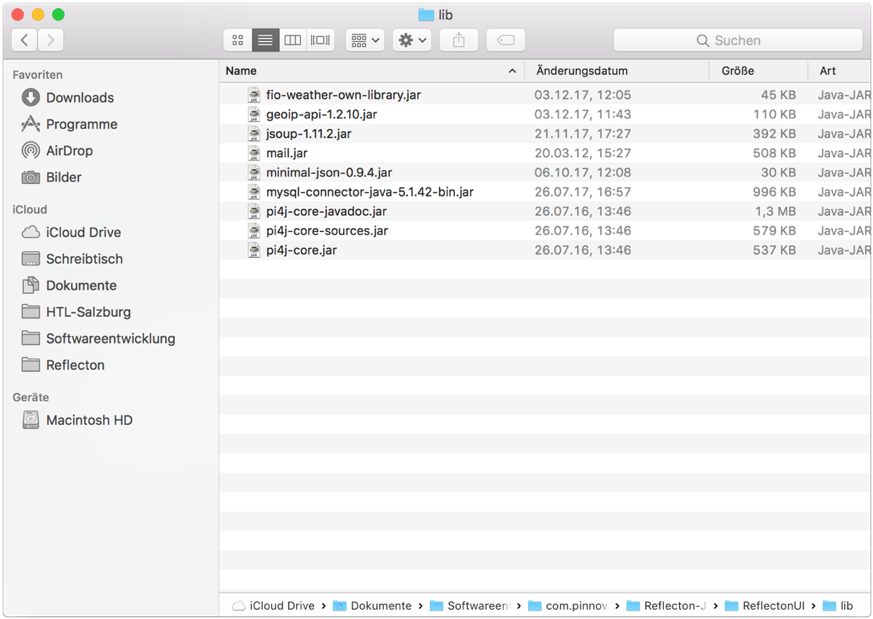 lib
Suchen
Favoriten
Downloads
Programme
AirDrop
Bilder
iCloud
iCloud Drive
Schreibtisch
Dokumente
HTL-Salzburg
Softwareentwicklung
Reflecton
Geräte
Macintosh HD
Name Änderungsdatum Größe Art
fio-weather-own-library.jar 03.12.17, 12:05 45 KB Java-JAR
geoip-api-1.2.10.jar 03.12.17, 11:43 110 KB Java-JAR
jsoup-1.11.2.jar 21.11.17, 17:27 392 KB Java-JAR
mail.jar 20.03.12, 15:27 508 KB Java-JAR
minimal-json-0.9.4.jar 06.10.17, 12:08 30 KB Java-JAR
mysql-connector-java-5.1.42-bin.jar 26.07.17, 16:57 996 KB Java-JAR
pi4j-core-javadoc.jar 26.07.16, 13:46 1,3 MB Java-JAR
pi4j-core-sources.jar 26.07.16, 13:46 579 KB Java-JAR
pi4j-core.jar 26.07.16, 13:46 537 KB Java-JAR
iCloud Drive › Dokumente › Softwareen › com.pinnov › Reflecton-J › ReflectonUI › lib